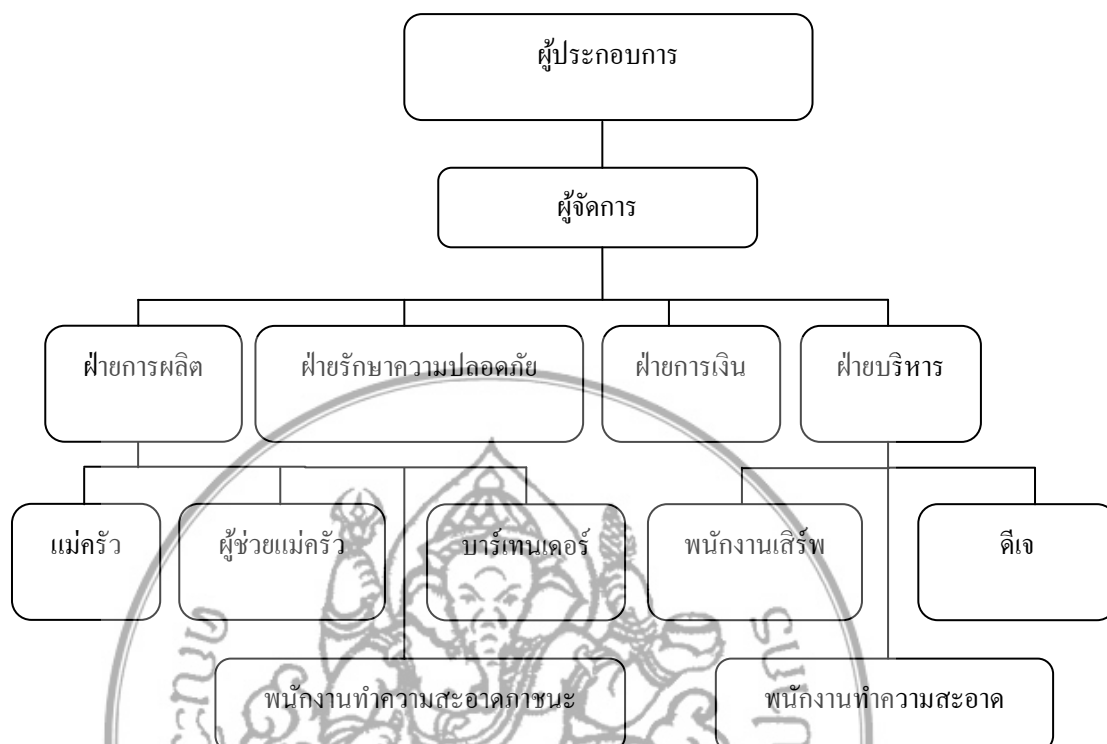 ผู้ประกอบการ
ผู้จัดการ
ฝ่ายการผลิต
ฝ่ายรักษาความปลอดภัย
ฝ่ายการเงิน
ฝ่ายบริหาร
แม่ครัว
ผู้ช่วยแม่ครัว
บาร์เทนเดอร์
พนักงานเสิร์พ
ดีเจ
พนักงานทำความสะอาดภาชนะ
พนักงานทำความสะอาด